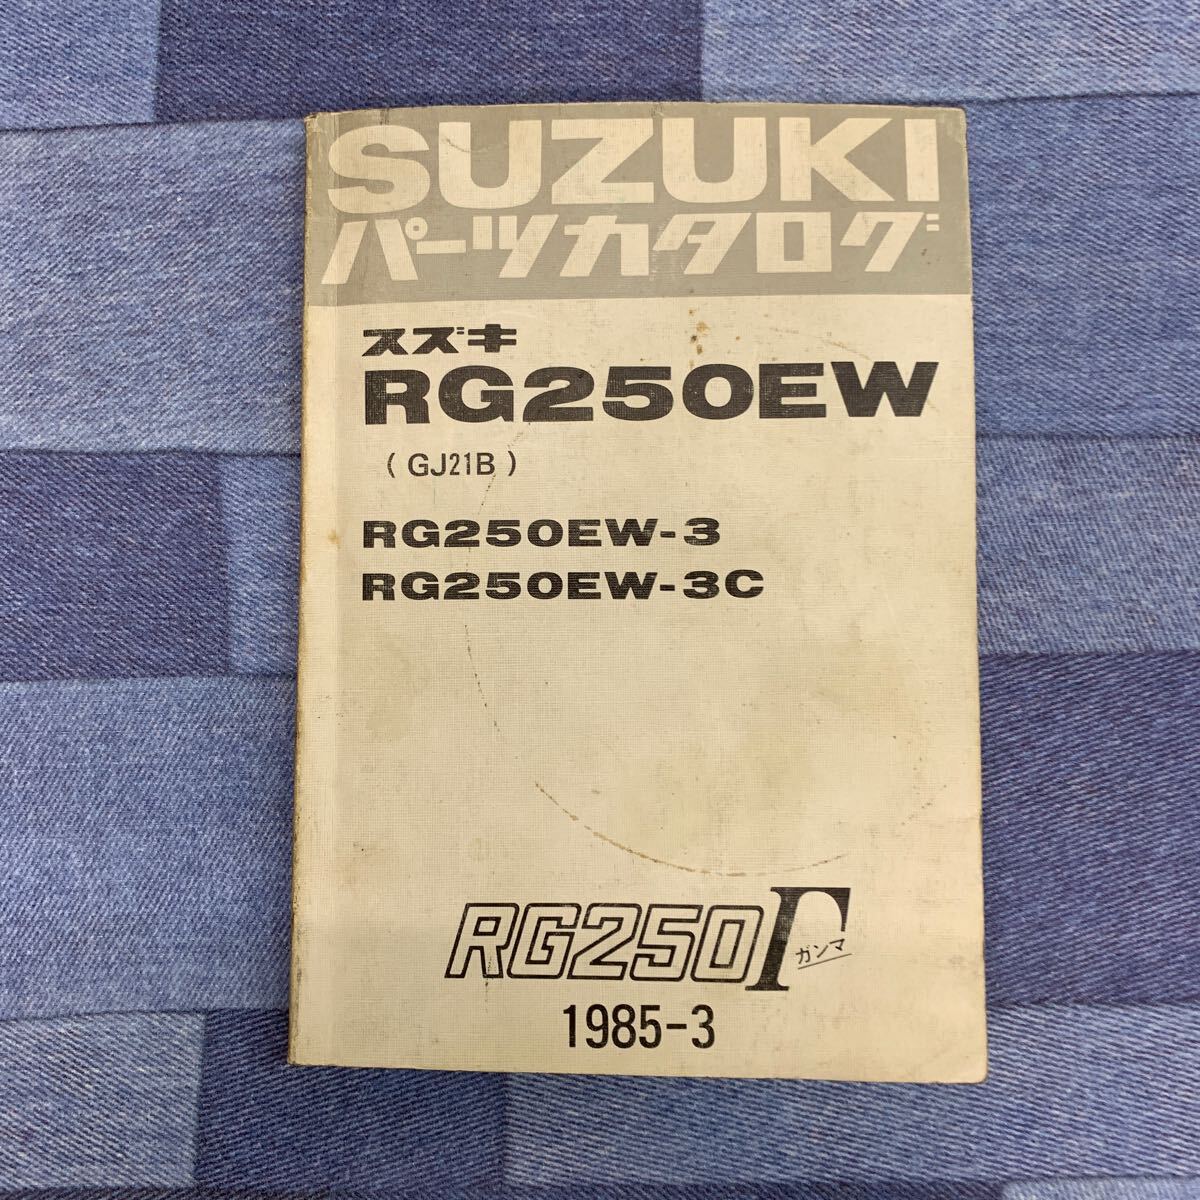 SUZUKI
パーツカタログ
スズキ
RG250EW
( GJ21B )
RG250EW-3
RG250EW-3C
RG250Γ
ガンマ
1985-3